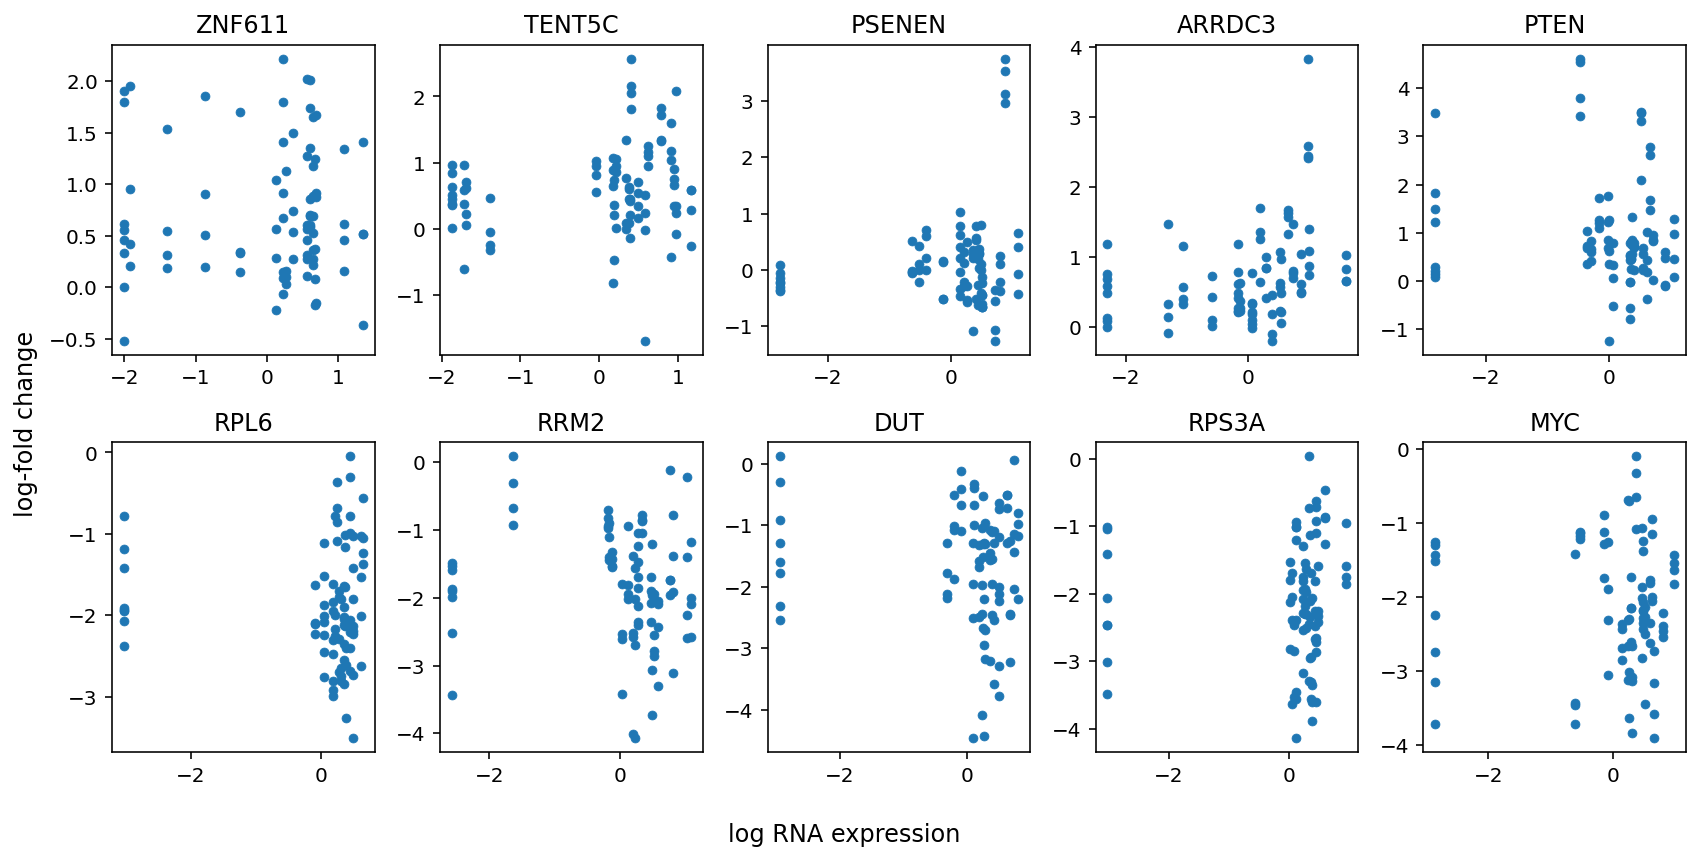 ZNF611 TENT5C PSENEN ARRDC3 PTEN
2.0 1.5 1.0 0.5 0.0 −0.5
−2 −1 0 1
2 1 0 −1
−2 −1 0 1
3 2 1 0 −1
−2 0
4 3 2 1 0
−2 0
4 3 2 1 0 −1
−2 0
log-fold change
RPL6 RRM2 DUT RPS3A MYC
0 −1 −2 −3
−2 0
0 −1 −2 −3 −4
−2 0
0 −1 −2 −3 −4
−2 0
0 −1 −2 −3 −4
−2 0
0 −1 −2 −3 −4
−2 0
log RNA expression